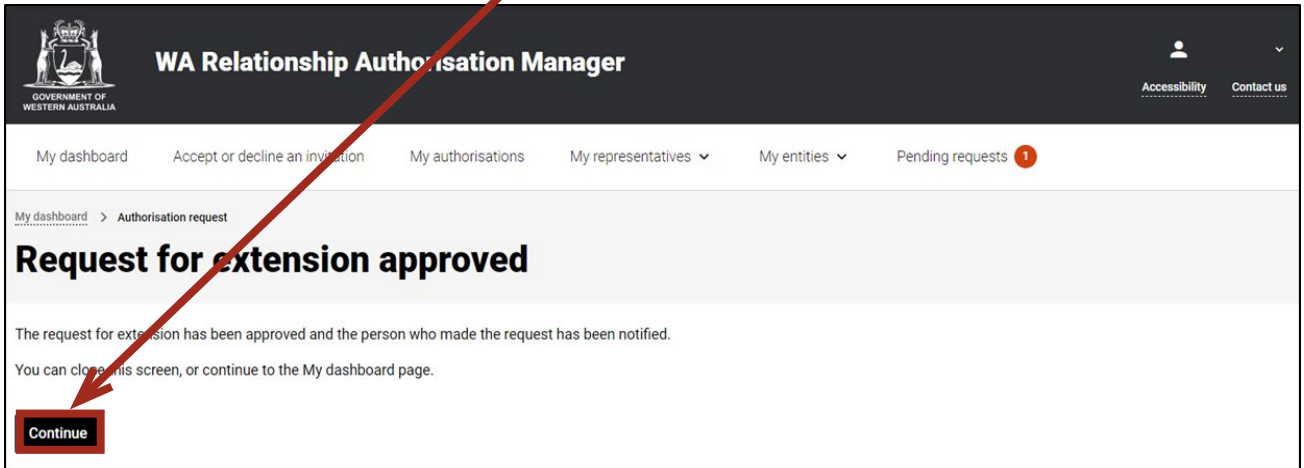 GOVERNMENT OF
WESTERN AUSTRALIA
WA Relationship Authorisation Manager
Accessibility
Contact us
My dashboard
Accept or decline an invitation
My authorisations
My representatives
My entities
Pending requests 1
My dashboard > Authorisation request
Request for extension approved
The request for extension has been approved and the person who made the request has been notified.
You can close this screen, or continue to the My dashboard page.
Continue